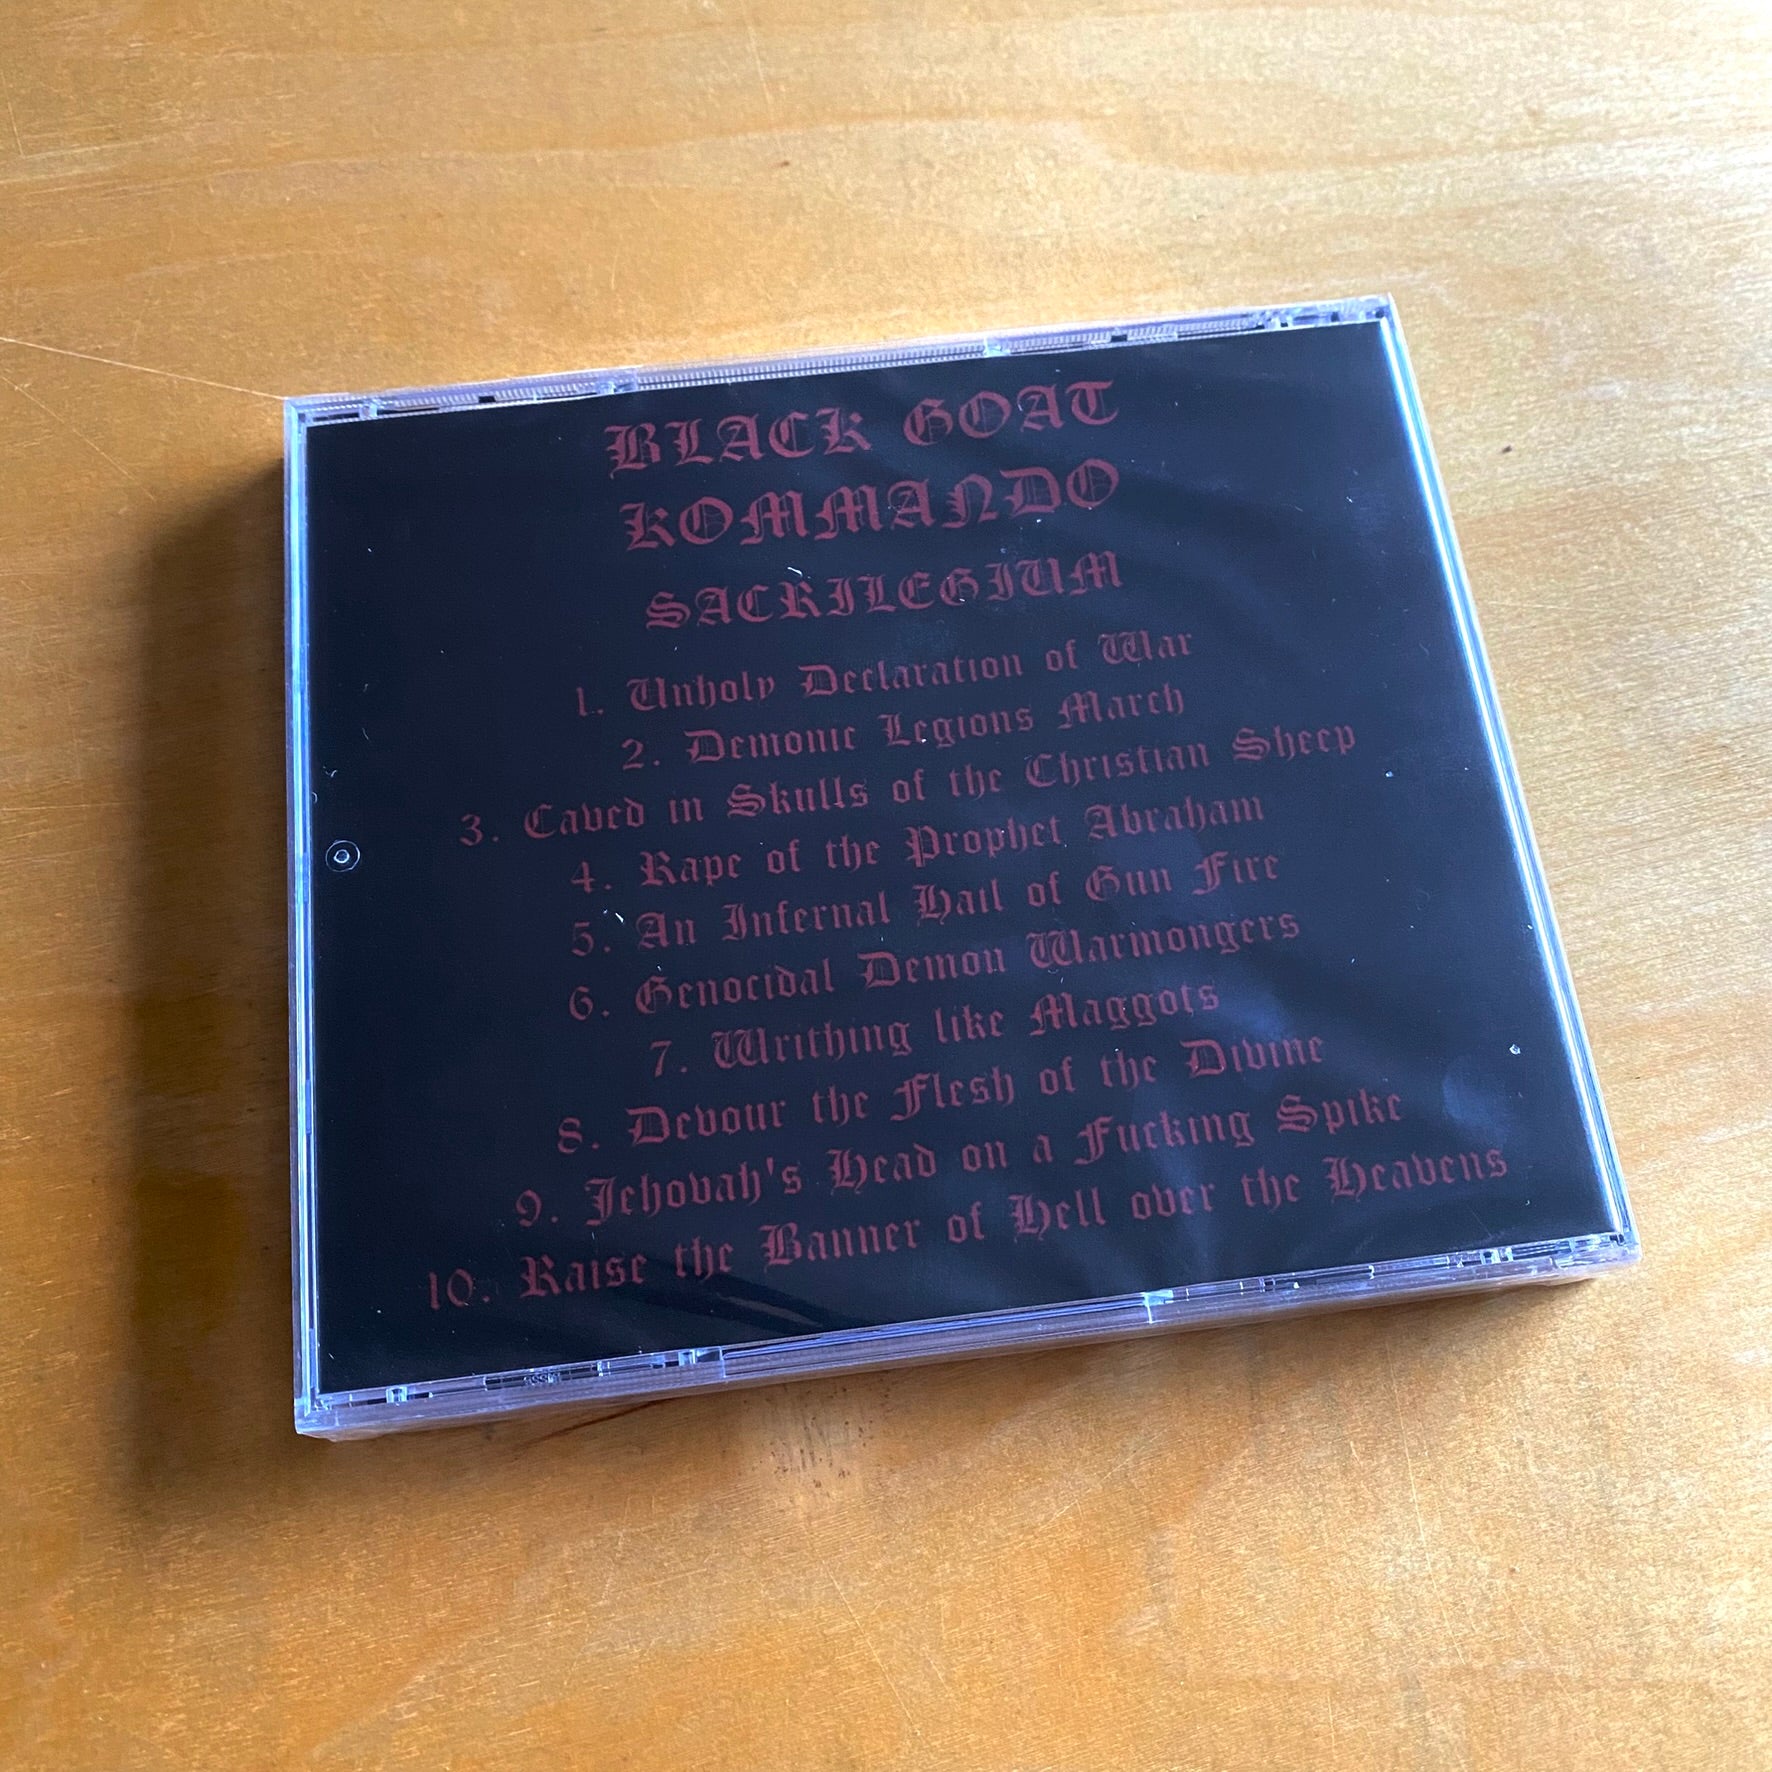 BLACK GOAT
KOMMANDO
SACRILEGIUM
1. Unholy Declaration of War
2. Demonic Legions March
3. Caved in Skulls of the Christian Sheep
4. Rape of the Prophet Abraham
5. An Infernal Hail of Gun Fire
6. Genocidal Demon Warmongers
7. Writhing like Maggots
8. Devour the Flesh of the Divine
9. Jehovah's Head on a Fucking Spike
10. Raise the Banner of Hell over the Heavens